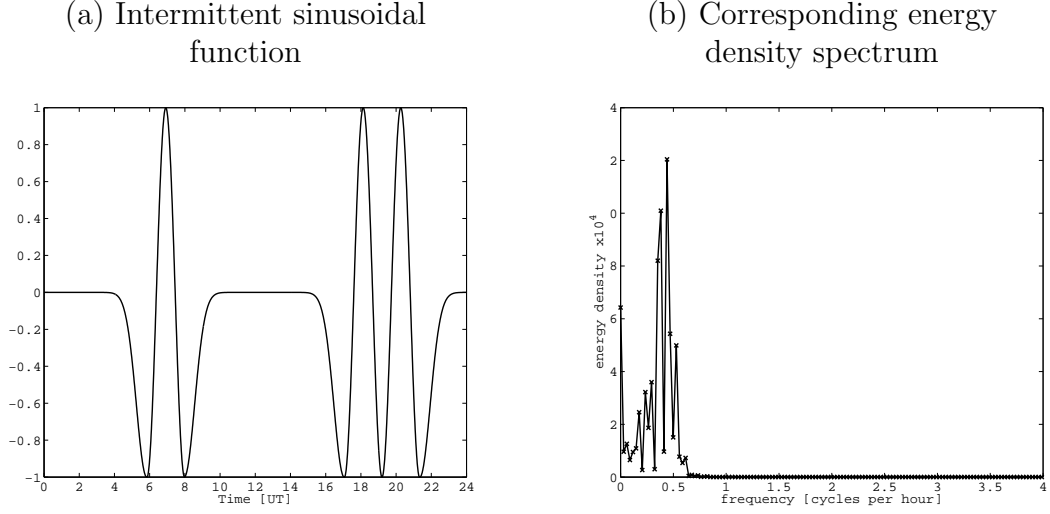 (a) Intermittent sinusoidal
function
(b) Corresponding energy
density spectrum
1
0.8
0.6
0.4
0.2
0
-0.2
-0.4
-0.6
-0.8
-1
0 2 4 6 8 10 12 14 16 18 20 22 24
Time [UT]
4
2
0
8
6
4
2
0
energy density x10^4
0 0.5 1 1.5 2 2.5 3 3.5 4
frequency [cycles per hour]